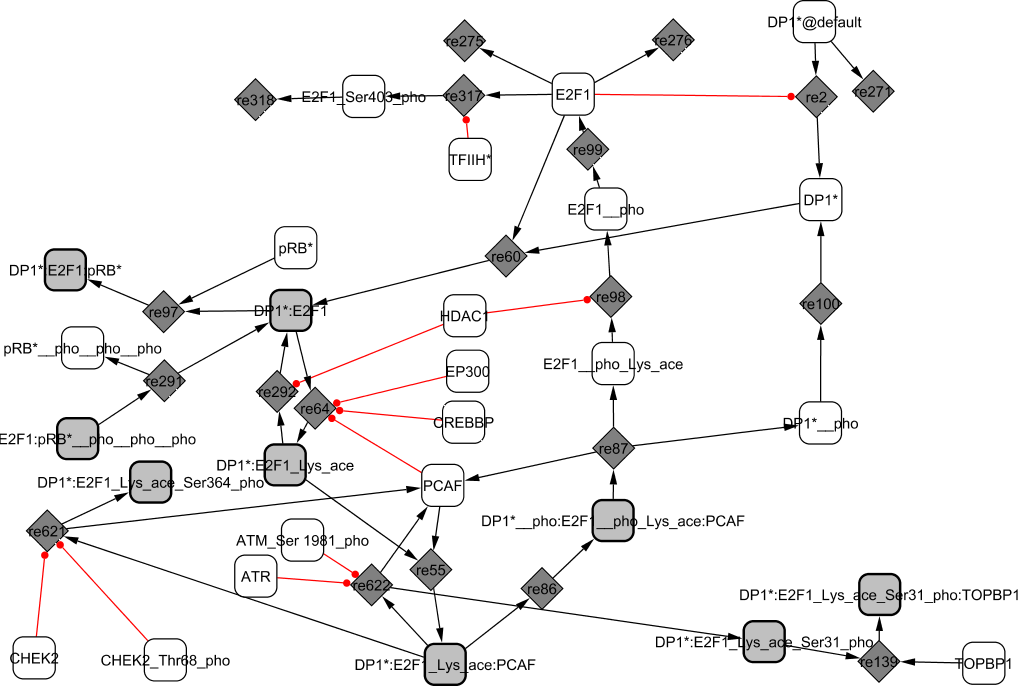 DP1*@default
re275
re276
re318
E2F1_Ser403_pho
re317
E2F1
re2
re271
TFIIH*
re99
E2F1__pho
DP1*
pRB*
re60
DP1*:E2F1:pRB*
re97
DP1*:E2F1
HDAC1
re98
re100
pRB*__pho__pho__pho
re291
re292
re64
EP300
E2F1__pho_Lys_ace
CREBBP
DP1*__pho
E2F1:pRB*__pho__pho__pho
re87
DP1*:E2F1_Lys_ace
DP1*:E2F1_Lys_ace_Ser364_pho
PCAF
DP1*__pho:E2F1__pho_Lys_ace:PCAF
re621
ATM_Ser 1981_pho
re55
ATR
re622
re86
DP1*:E2F1_Lys_ace_Ser31_pho:TOPBP1
DP1*:E2F1_Lys_ace_Ser31_pho
CHEK2
CHEK2_Thr68_pho
DP1*:E2F1_Lys_ace:PCAF
re139
TOPBP1